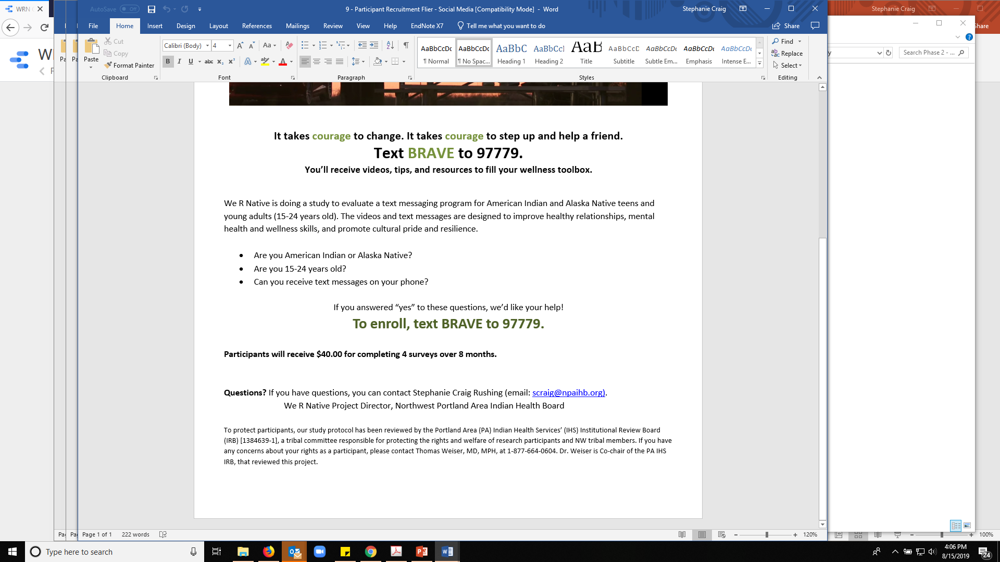 WRN
AutoSave Off
9 - Participant Recruitment Flier - Social Media [Compatibility Mode] - Word
Stephanie Craig
Stephanie Craig
File Home Insert Design Layout References Mailings Review View Help EndNote X7 Tell me what you want to do
Share
Share
Paste
Cut
Copy
Format Painter
Clipboard
Calibri (Body) 4
Font
Paragraph
AaBbCcDc AaBbCcDc AaBbC AaBbCcI AaB AaBbCcD AaBbCcDc AaBbCcDc AaBbCcDc
¶ Normal ¶ No Spac... Heading 1 Heading 2 Title Subtitle Subtle Em... Emphasis Intense E...
Styles
Find
Replace
Select
Editing
Search Phase 2 - ...
It takes courage to change. It takes courage to step up and help a friend.
Text BRAVE to 97779.
You’ll receive videos, tips, and resources to fill your wellness toolbox.
We R Native is doing a study to evaluate a text messaging program for American Indian and Alaska Native teens and
young adults (15-24 years old). The videos and text messages are designed to improve healthy relationships, mental
health and wellness skills, and promote cultural pride and resilience.
• Are you American Indian or Alaska Native?
• Are you 15-24 years old?
• Can you receive text messages on your phone?
If you answered “yes” to these questions, we’d like your help!
To enroll, text BRAVE to 97779.
Participants will receive $40.00 for completing 4 surveys over 8 months.
Questions? If you have questions, you can contact Stephanie Craig Rushing (email: scraig@npaihb.org).
We R Native Project Director, Northwest Portland Area Indian Health Board
To protect participants, our study protocol has been reviewed by the Portland Area (PA) Indian Health Services’ (IHS) Institutional Review Board
(IRB) [1384639-1], a tribal committee responsible for protecting the rights and welfare of research participants and NW tribal members. If you have
any concerns about your rights as a participant, please contact Thomas Weiser, MD, MPH, at 1-877-664-0604. Dr. Weiser is Co-chair of the PA IHS
IRB, that reviewed this project.
Page 1 of 1 222 words
120%
100%
Type here to search
4:06 PM
8/15/2019
24